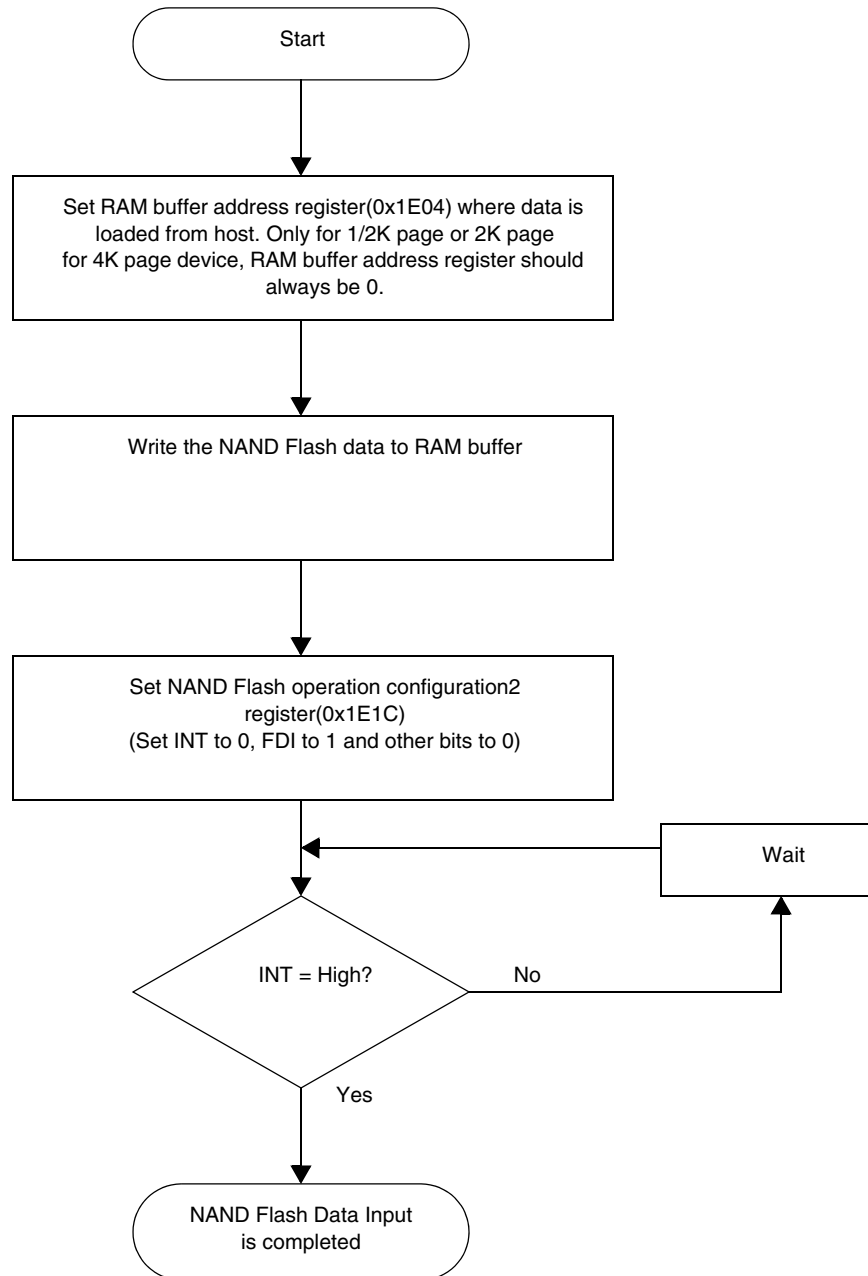 Start
Set RAM buffer address register(0x1E04) where data is
loaded from host. Only for 1/2K page or 2K page
for 4K page device, RAM buffer address register should
always be 0.
Write the NAND Flash data to RAM buffer
Set NAND Flash operation configuration2
register(0x1E1C)
(Set INT to 0, FDI to 1 and other bits to 0)
Wait
INT = High?
No
Yes
NAND Flash Data Input
is completed